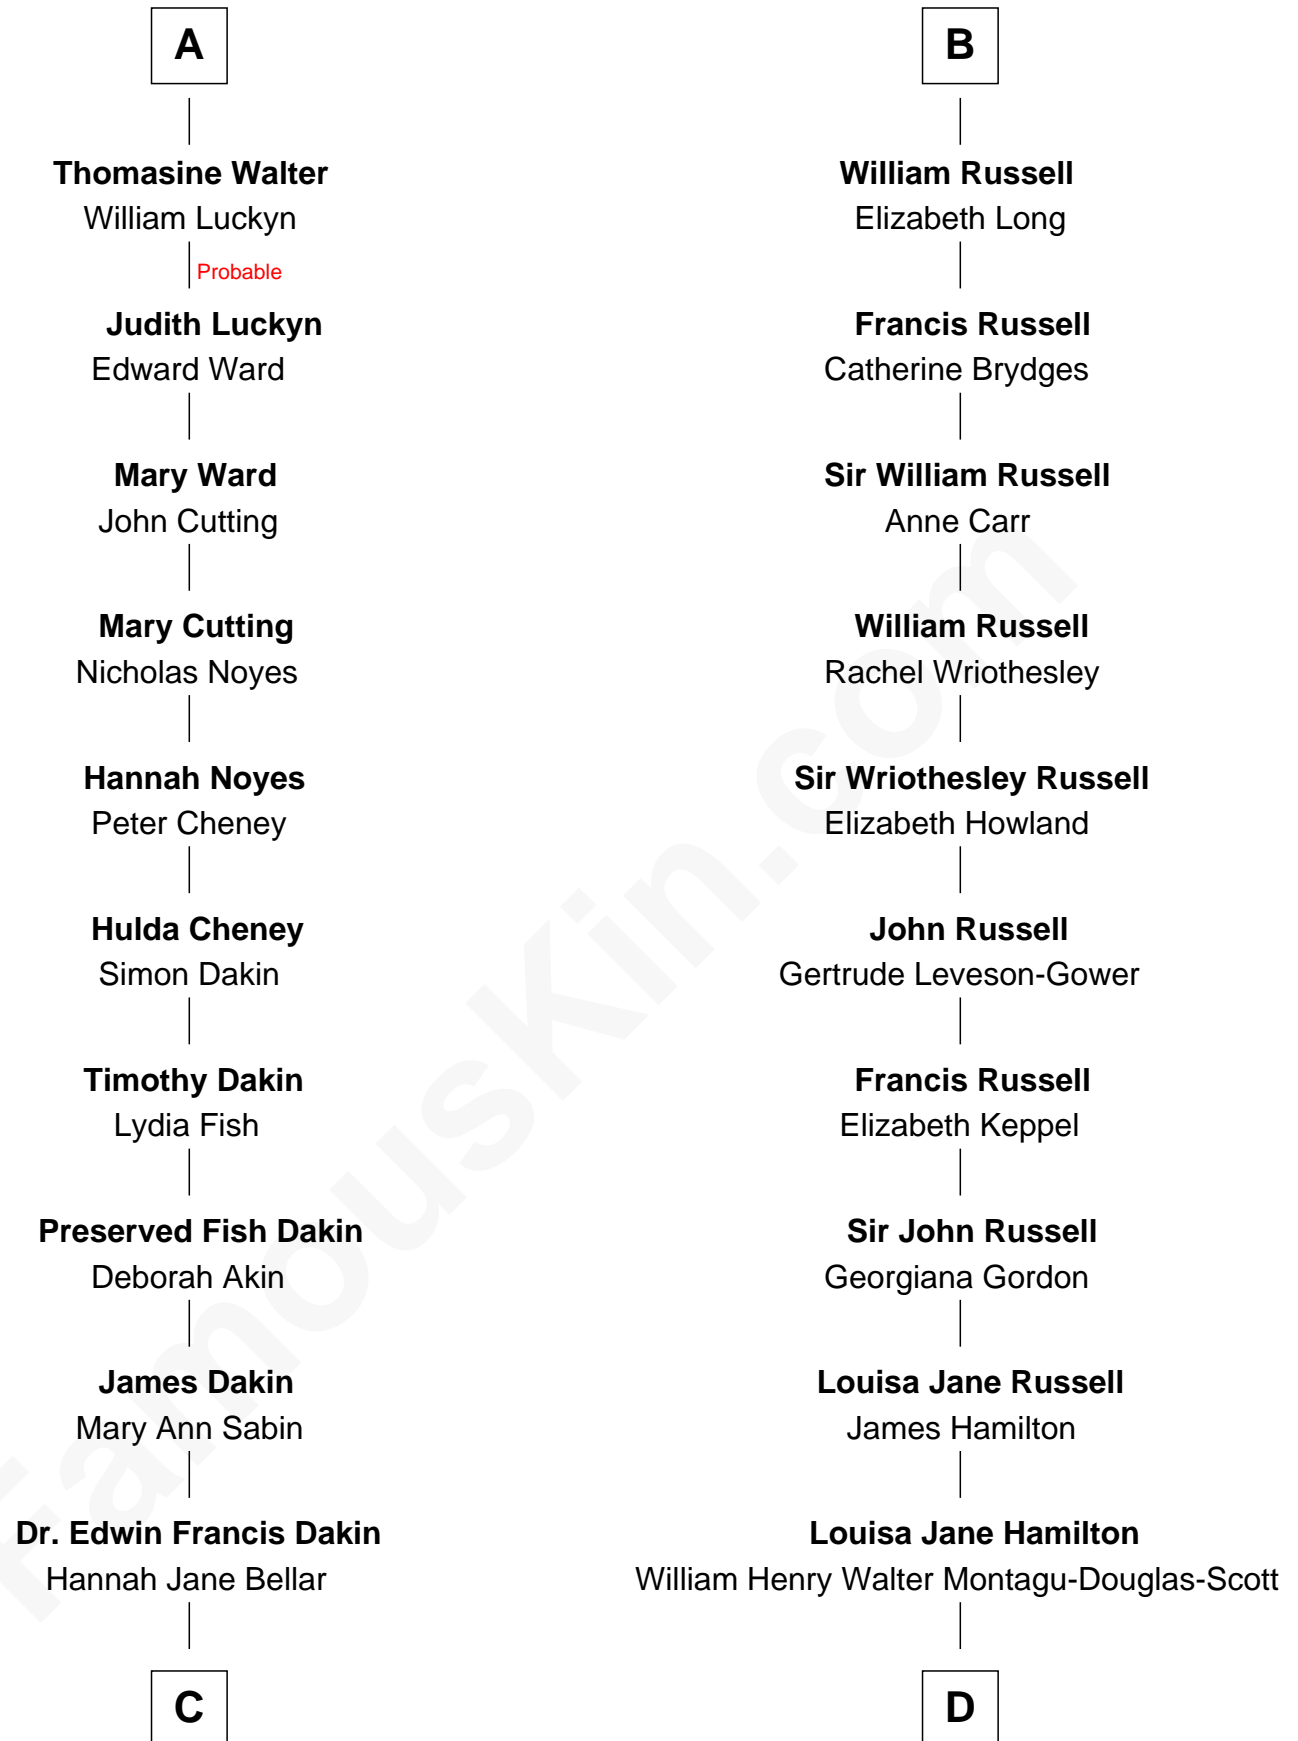 A
Thomasine Walter
William Luckyn
Probable
Judith Luckyn
Edward Ward
Mary Ward
John Cutting
Mary Cutting
Nicholas Noyes
Hannah Noyes
Peter Cheney
Hulda Cheney
Simon Dakin
Timothy Dakin
Lydia Fish
Preserved Fish Dakin
Deborah Akin
James Dakin
Mary Ann Sabin
Dr. Edwin Francis Dakin
Hannah Jane Bellar
C
B
William Russell
Elizabeth Long
Francis Russell
Catherine Brydges
Sir William Russell
Anne Carr
William Russell
Rachel Wriothesley
Sir Wriothesley Russell
Elizabeth Howland
John Russell
Gertrude Leveson-Gower
Francis Russell
Elizabeth Keppel
Sir John Russell
Georgiana Gordon
Louisa Jane Russell
James Hamilton
Louisa Jane Hamilton
William Henry Walter Montagu-Douglas-Scott
D
FamousKin.com